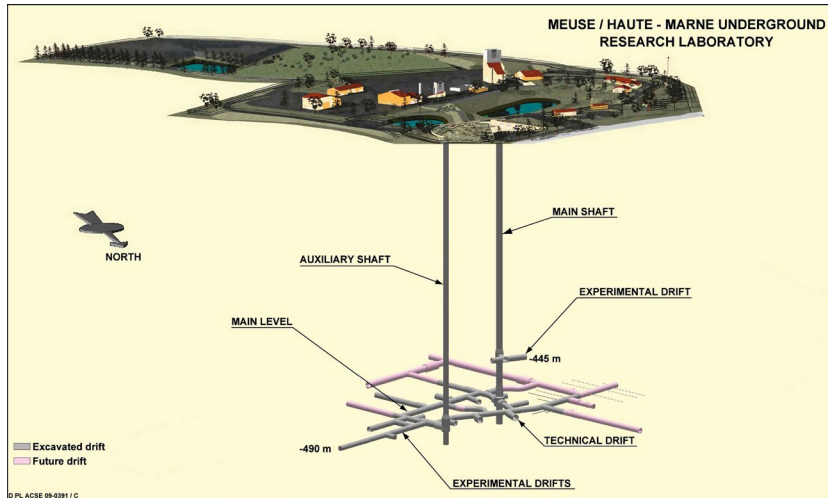 MEUSE / HAUTE - MARNE UNDERGROUND
RESEARCH LABORATORY
MAIN SHAFT
NORTH
AUXILIARY SHAFT
EXPERIMENTAL DRIFT
MAIN LEVEL
-445 m
TECHNICAL DRIFT
Excavated drift
-490 m
Future drift
EXPERIMENTAL DRIFTS
D PL ACSE 09-0391 / C